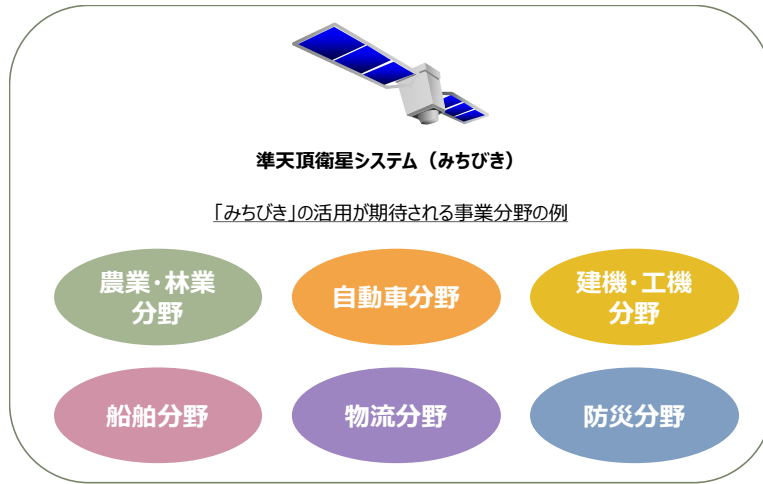 準天頂衛星システム（みちびき）
「みちびき」の活用が期待される事業分野の例
農業・林業
分野
自動車分野
建機・工機
分野
船舶分野
物流分野
防災分野